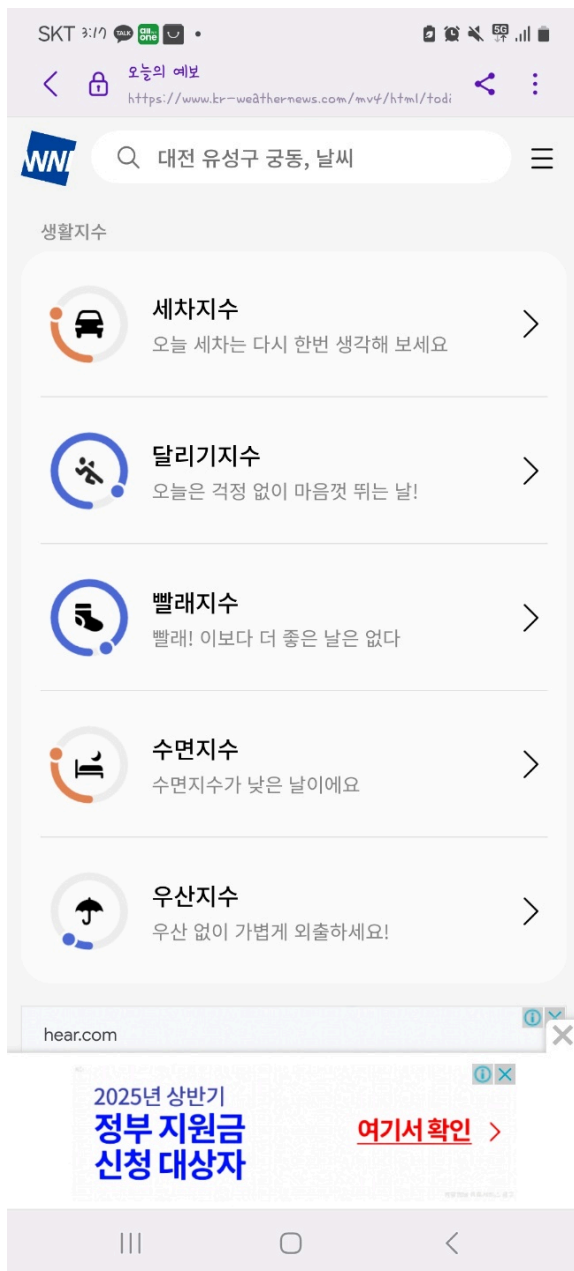 SKT 3:17 TALK all in one 5G
오늘의 예보
https://www.kr-weathernews.com/mv4/html/todi
WNI 대전 유성구 궁동, 날씨
생활지수
세차지수
오늘 세차는 다시 한번 생각해 보세요
달리기지수
오늘은 걱정 없이 마음껏 뛰는 날!
빨래지수
빨래! 이보다 더 좋은 날은 없다
수면지수
수면지수가 낮은 날이에요
우산지수
우산 없이 가볍게 외출하세요!
hear.com
2025년 상반기
정부 지원금
신청 대상자
여기서 확인